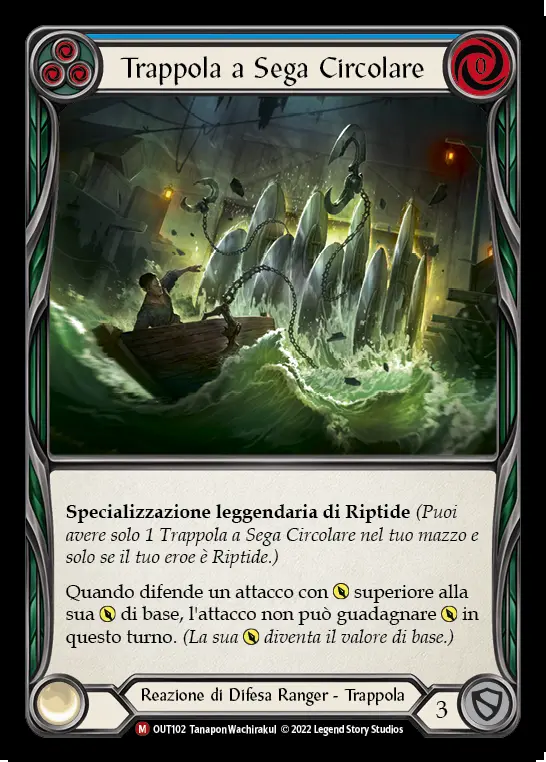 Trappola a Sega Circolare
0
Specializzazione leggendaria di Riptide (Puoi
avere solo 1 Trappola a Sega Circolare nel tuo mazzo e
solo se il tuo eroe è Riptide.)
Quando difende un attacco con superiore alla
sua di base, l'attacco non può guadagnare in
questo turno. (La sua diventa il valore di base.)
Reazione di Difesa Ranger - Trappola
3
M OUT102 Tanapon Wachirakul © 2022 Legend Story Studios